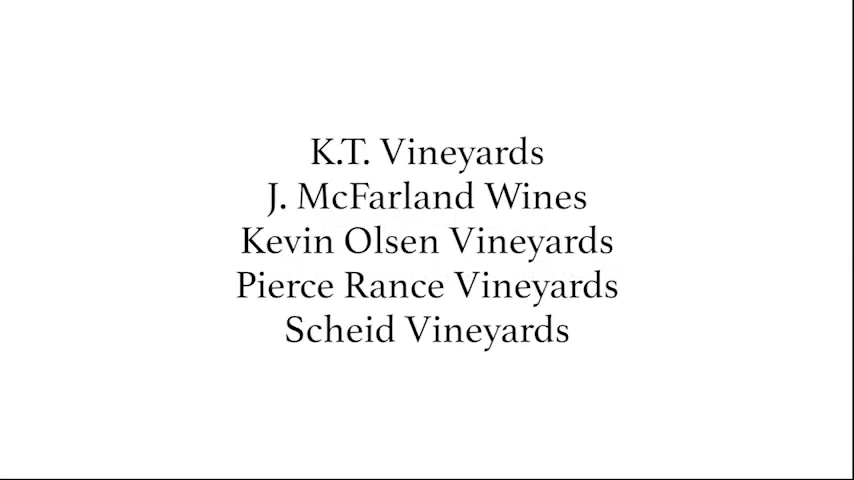 K.T. Vineyards
J. McFarland Wines
Kevin Olsen Vineyards
Pierce Rance Vineyards
Scheid Vineyards